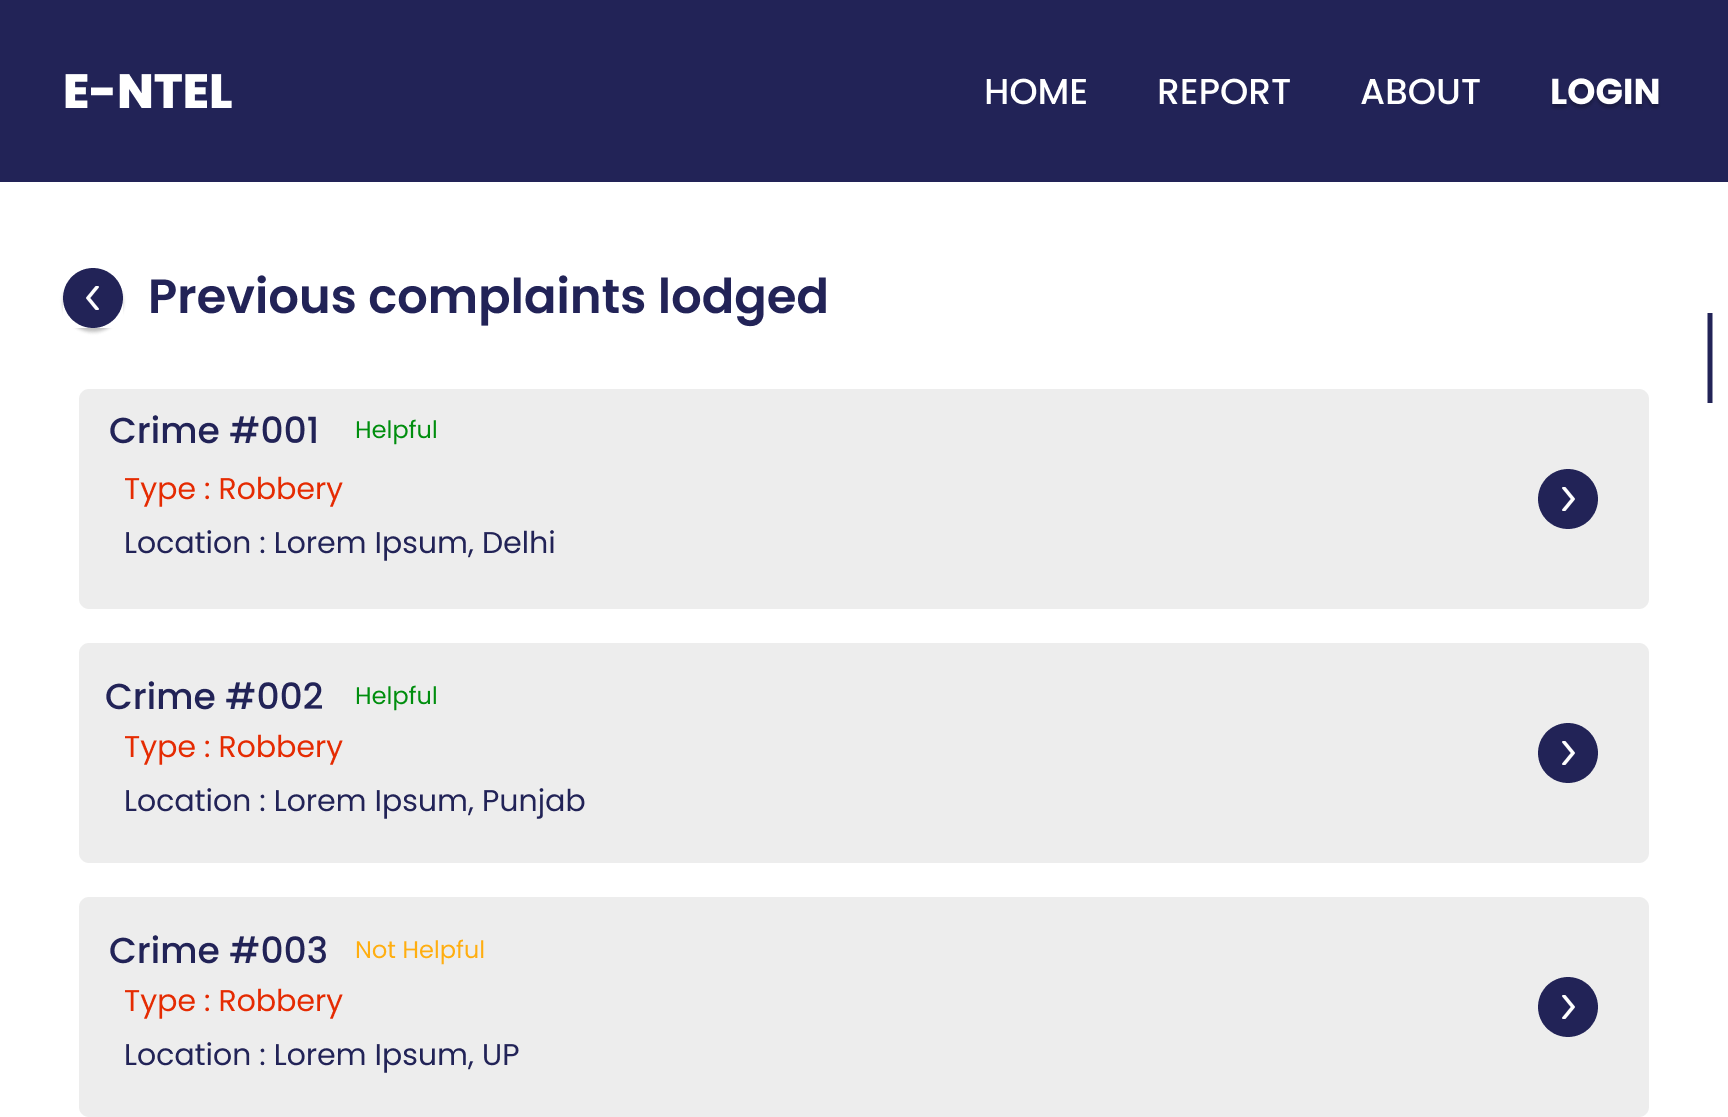 E-NTEL
HOME REPORT ABOUT LOGIN
Previous complaints lodged
Crime #001 Helpful
Type : Robbery
Location : Lorem Ipsum, Delhi
Crime #002 Helpful
Type : Robbery
Location : Lorem Ipsum, Punjab
Crime #003 Not Helpful
Type : Robbery
Location : Lorem Ipsum, UP